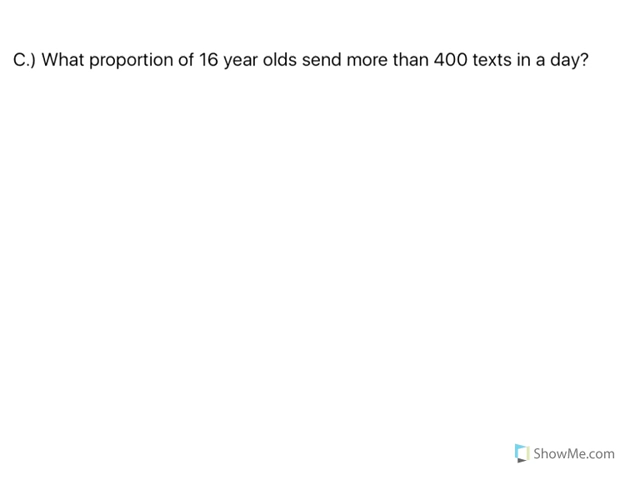 C.) What proportion of 16 year olds send more than 400 texts in a day?
ShowMe.com